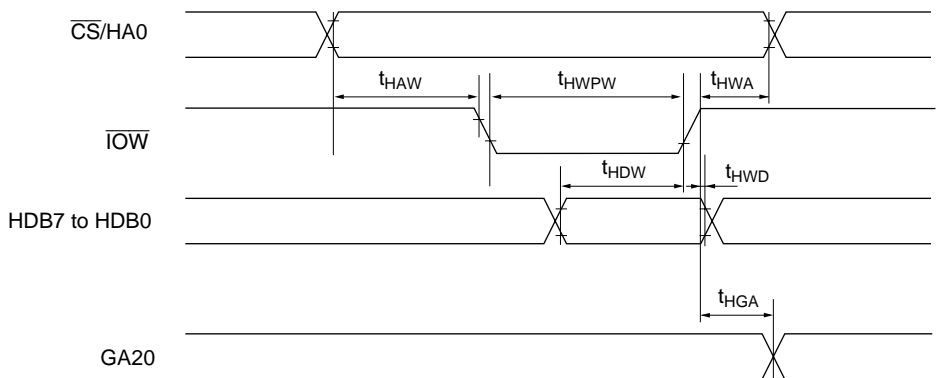 CS/HA0
tHAW
tHWPW
tHWA
IOW
tHDW
tHWD
HDB7 to HDB0
tHGA
GA20